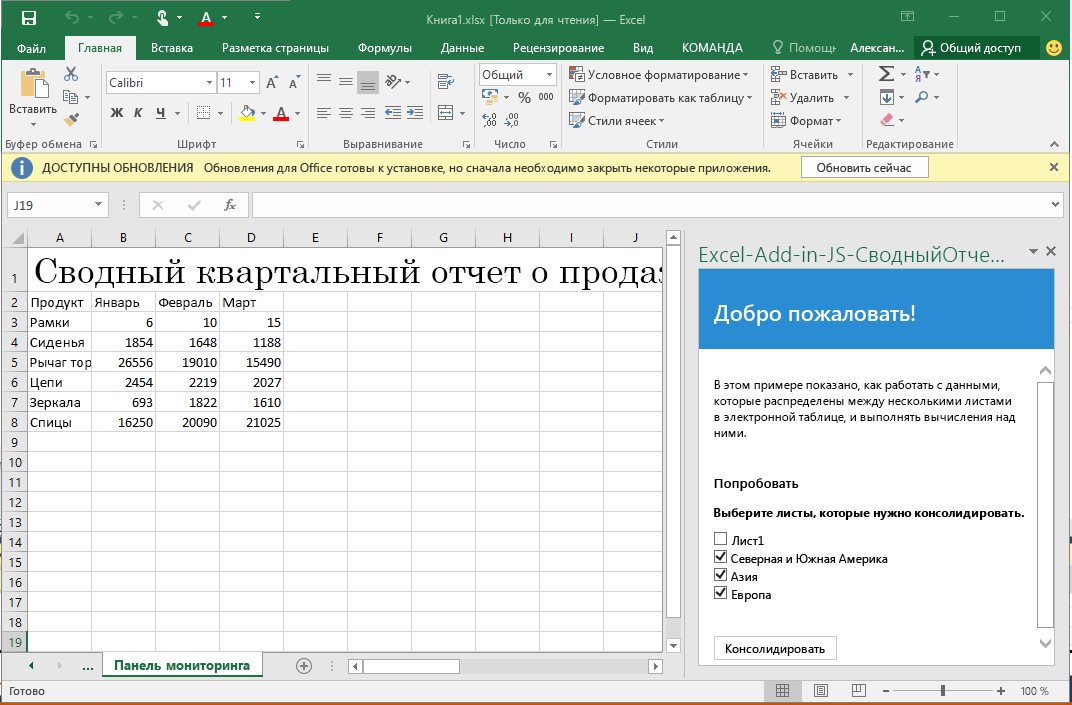 Книга1.xlsx [Только для чтения] — Excel
Файл Главная Вставка Разметка страницы Формулы Данные Рецензирование Вид КОМАНДА Помощь Алексан... Общий доступ
Вставить
Буфер обмена
Calibri 11
Ж К Ч А
Шрифт
Выравнивание
Общий
% 000
Число
Условное форматирование
Форматировать как таблицу
Стили ячеек
Стили
Вставить
Удалить
Формат
Ячейки
Редактирование
ДОСТУПНЫ ОБНОВЛЕНИЯ Обновления для Office готовы к установке, но сначала необходимо закрыть некоторые приложения. Обновить сейчас
J19 fx
A B C D E F G H I J
1 Сводный квартальный отчет о прода
2 Продукт Январь Февраль Март
3 Рамки 6 10 15
4 Сиденья 1854 1648 1188
5 Рычаг тор 26556 19010 15490
6 Цепи 2454 2219 2027
7 Зеркала 693 1822 1610
8 Спицы 16250 20090 21025
9
10
11
12
13
14
15
16
17
18
19
Excel-Add-in-JS-СводныйОтче...
Добро пожаловать!
В этом примере показано, как работать с данными,
которые распределены между несколькими листами
в электронной таблице, и выполнять вычисления над
ними.
Попробовать
Выберите листы, которые нужно консолидировать.
Лист1
Северная и Южная Америка
Азия
Европа
Консолидировать
... Панель мониторинга
Готово 100 %